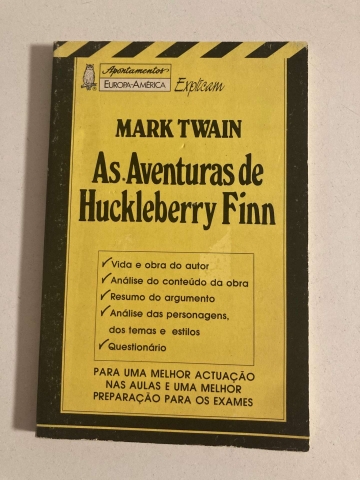 Apontamentos
EUROPA-AMÉRICA Explicam
MARK TWAIN
As Aventuras de
Huckleberry Finn
✓Vida e obra do autor
✓Análise do conteúdo da obra
✓Resumo do argumento
✓Análise das personagens,
dos temas e estilos
✓Questionário
PARA UMA MELHOR ACTUAÇÃO
NAS AULAS E UMA MELHOR
PREPARAÇÃO PARA OS EXAMES